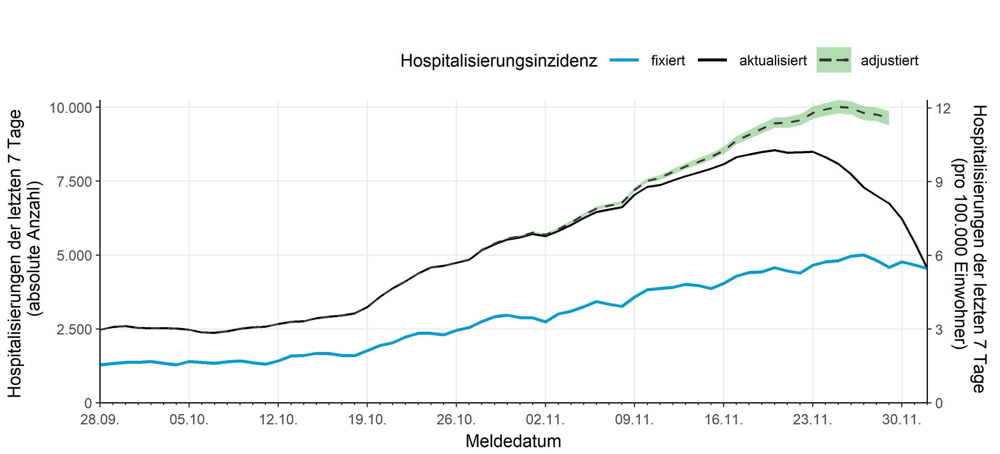 Hospitalisierungsinzidenz fixiert aktualisiert adjustiert
Hospitalisierungen der letzten 7 Tage
(absolute Anzahl)
10.000
7.500
5.000
2.500
0
12
9
6
3
0
Hospitalisierungen der letzten 7 Tage
(pro 100.000 Einwohner)
28.09. 05.10. 12.10. 19.10. 26.10. 02.11. 09.11. 16.11. 23.11. 30.11.
Meldedatum